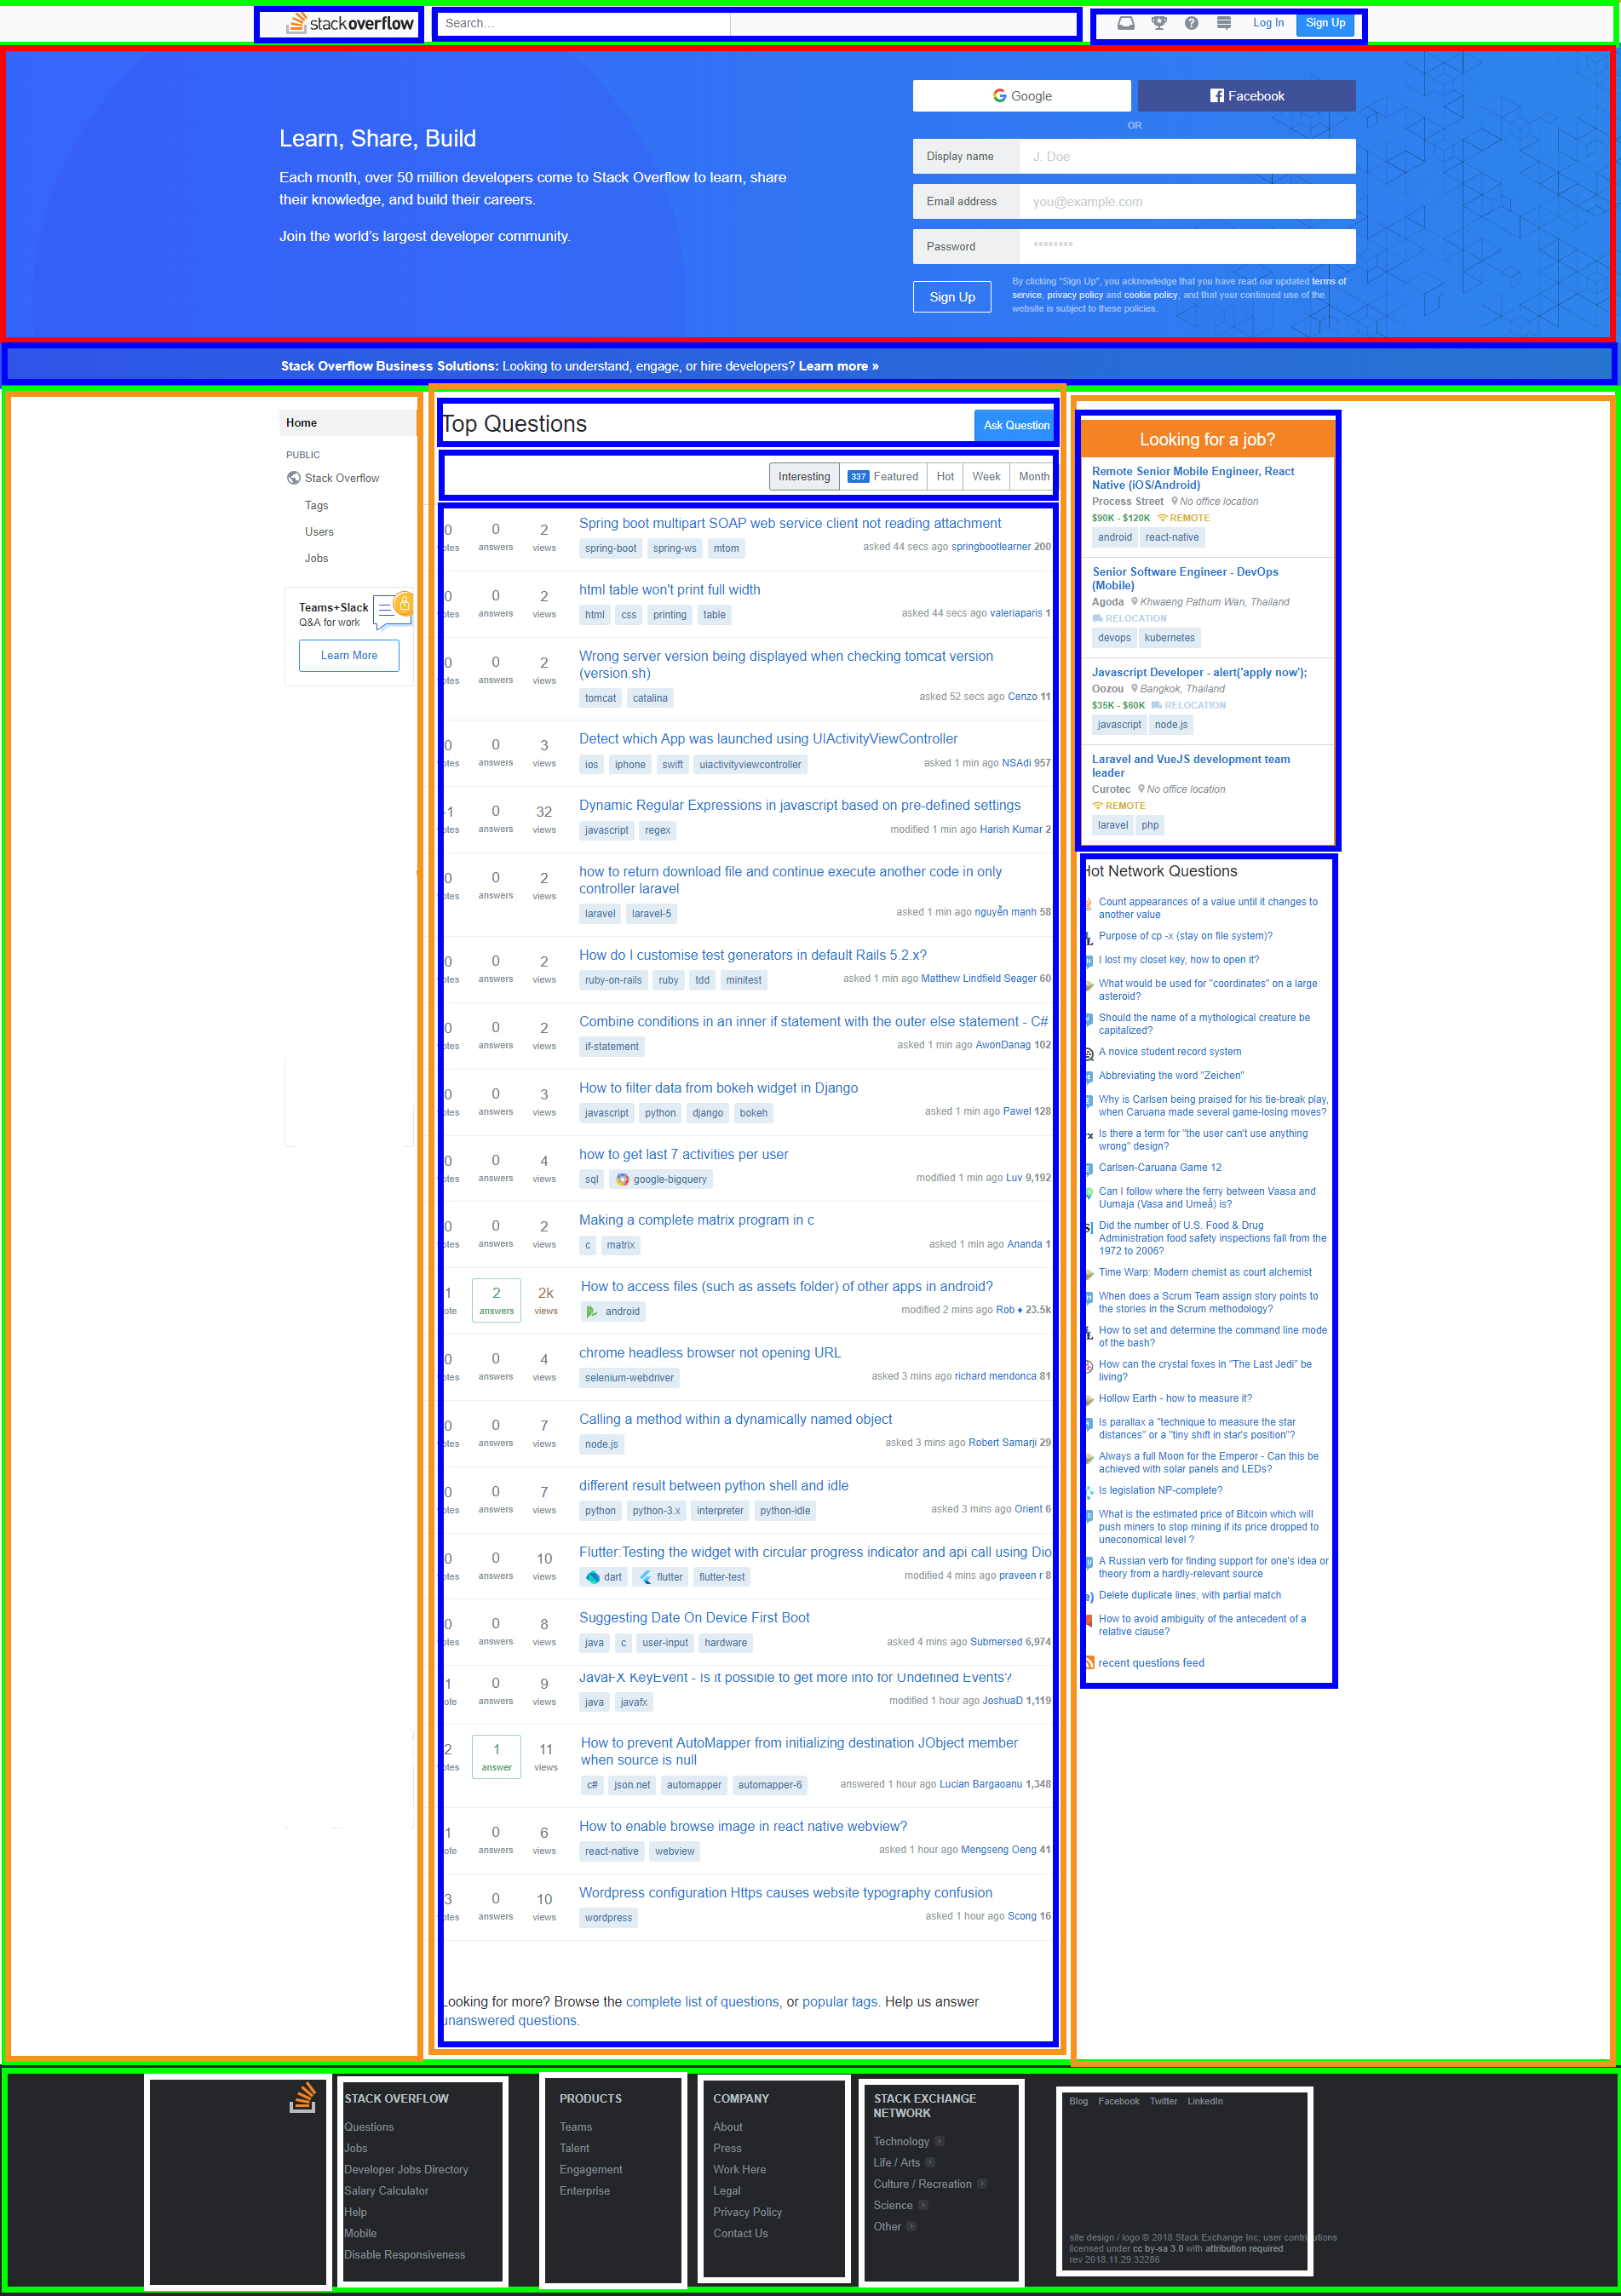 stackoverflow
Search...
Log In
Sign Up
Learn, Share, Build
Each month, over 50 million developers come to Stack Overflow to learn, share
their knowledge, and build their careers.
Join the world's largest developer community.
Google
Facebook
OR
Display name
J. Doe
Email address
you@example.com
Password
********
Sign Up
By clicking "Sign Up", you acknowledge that you have read our updated terms of
service, privacy policy and cookie policy, and that your continued use of the
website is subject to these policies.
Stack Overflow Business Solutions: Looking to understand, engage, or hire developers? Learn more »
Home
PUBLIC
Stack Overflow
Tags
Users
Jobs
Teams+Slack
Q&A for work
Learn More
Top Questions
Ask Question
Interesting 337 Featured Hot Week Month
0 0 2 Spring boot multipart SOAP web service client not reading attachment
otes answers views spring-boot spring-ws mtom asked 44 secs ago springbootlearner 200
0 0 2 html table won't print full width
otes answers views html css printing table asked 44 secs ago valeriaparis 1
0 0 2 Wrong server version being displayed when checking tomcat version
(version.sh)
otes answers views tomcat catalina asked 52 secs ago Cenzo 11
0 0 3 Detect which App was launched using UIActivityViewController
otes answers views ios iphone swift uiactivityviewcontroller asked 1 min ago NSAdi 957
-1 0 32 Dynamic Regular Expressions in javascript based on pre-defined settings
otes answers views javascript regex modified 1 min ago Harish Kumar 2
0 0 2 how to return download file and continue execute another code in only
controller laravel
otes answers views laravel laravel-5 asked 1 min ago nguyễn mạnh 58
0 0 2 How do I customise test generators in default Rails 5.2.x?
otes answers views ruby-on-rails ruby tdd minitest asked 1 min ago Matthew Lindfield Seager 60
0 0 2 Combine conditions in an inner if statement with the outer else statement - C#
otes answers views if-statement asked 1 min ago AwonDanag 102
0 0 3 How to filter data from bokeh widget in Django
otes answers views javascript python django bokeh asked 1 min ago Pawel 128
0 0 4 how to get last 7 activities per user
otes answers views sql google-bigquery modified 1 min ago Luv 9,192
0 0 2 Making a complete matrix program in c
otes answers views c matrix asked 1 min ago Ananda 1
1 2 2k How to access files (such as assets folder) of other apps in android?
ote answers views android modified 2 mins ago Rob ♦ 23.5k
0 0 4 chrome headless browser not opening URL
otes answers views selenium-webdriver asked 3 mins ago richard mendonca 81
0 0 7 Calling a method within a dynamically named object
otes answers views node.js asked 3 mins ago Robert Samarji 29
0 0 7 different result between python shell and idle
otes answers views python python-3.x interpreter python-idle asked 3 mins ago Orient 6
0 0 10 Flutter:Testing the widget with circular progress indicator and api call using Dio
otes answers views dart flutter flutter-test modified 4 mins ago praveen r 8
0 0 8 Suggesting Date On Device First Boot
otes answers views java c user-input hardware asked 4 mins ago Submersed 6,974
1 0 9 JavaFX KeyEvent - Is it possible to get more info for Undefined Events?
ote answers views java javafx modified 1 hour ago JoshuaD 1,119
2 1 11 How to prevent AutoMapper from initializing destination JObject member
when source is null
otes answer views c# json.net automapper automapper-6 answered 1 hour ago Lucian Bargaoanu 1,348
1 0 6 How to enable browse image in react native webview?
ote answers views react-native webview asked 1 hour ago Mengseng Oeng 41
3 0 10 Wordpress configuration Https causes website typography confusion
otes answers views wordpress asked 1 hour ago Scong 16
Looking for more? Browse the complete list of questions, or popular tags. Help us answer
unanswered questions.
Looking for a job?
Remote Senior Mobile Engineer, React
Native (iOS/Android)
Process Street No office location
$90K - $120K REMOTE
android react-native
Senior Software Engineer - DevOps
(Mobile)
Agoda Khwaeng Pathum Wan, Thailand
RELOCATION
devops kubernetes
Javascript Developer - alert('apply now');
Oozou Bangkok, Thailand
$35K - $60K RELOCATION
javascript node.js
Laravel and VueJS development team
leader
Curotec No office location
REMOTE
laravel php
Hot Network Questions
Count appearances of a value until it changes to
another value
Purpose of cp -x (stay on file system)?
I lost my closet key, how to open it?
What would be used for "coordinates" on a large
asteroid?
Should the name of a mythological creature be
capitalized?
A novice student record system
Abbreviating the word "Zeichen"
Why is Carlsen being praised for his tie-break play,
when Caruana made several game-losing moves?
Is there a term for "the user can't use anything
wrong" design?
Carlsen-Caruana Game 12
Can I follow where the ferry between Vaasa and
Uumaja (Vasa and Umeå) is?
Did the number of U.S. Food & Drug
Administration food safety inspections fall from the
1972 to 2006?
Time Warp: Modern chemist as court alchemist
When does a Scrum Team assign story points to
the stories in the Scrum methodology?
How to set and determine the command line mode
of the bash?
How can the crystal foxes in "The Last Jedi" be
living?
Hollow Earth - how to measure it?
Is parallax a "technique to measure the star
distances" or a "tiny shift in star's position"?
Always a full Moon for the Emperor - Can this be
achieved with solar panels and LEDs?
Is legislation NP-complete?
What is the estimated price of Bitcoin which will
push miners to stop mining if its price dropped to
uneconomical level ?
A Russian verb for finding support for one's idea or
theory from a hardly-relevant source
Delete duplicate lines, with partial match
How to avoid ambiguity of the antecedent of a
relative clause?
recent questions feed
STACK OVERFLOW
Questions
Jobs
Developer Jobs Directory
Salary Calculator
Help
Mobile
Disable Responsiveness
PRODUCTS
Teams
Talent
Engagement
Enterprise
COMPANY
About
Press
Work Here
Legal
Privacy Policy
Contact Us
STACK EXCHANGE
NETWORK
Technology
Life / Arts
Culture / Recreation
Science
Other
Blog Facebook Twitter LinkedIn
site design / logo © 2018 Stack Exchange Inc; user contributions
licensed under cc by-sa 3.0 with attribution required.
rev 2018.11.29.32286